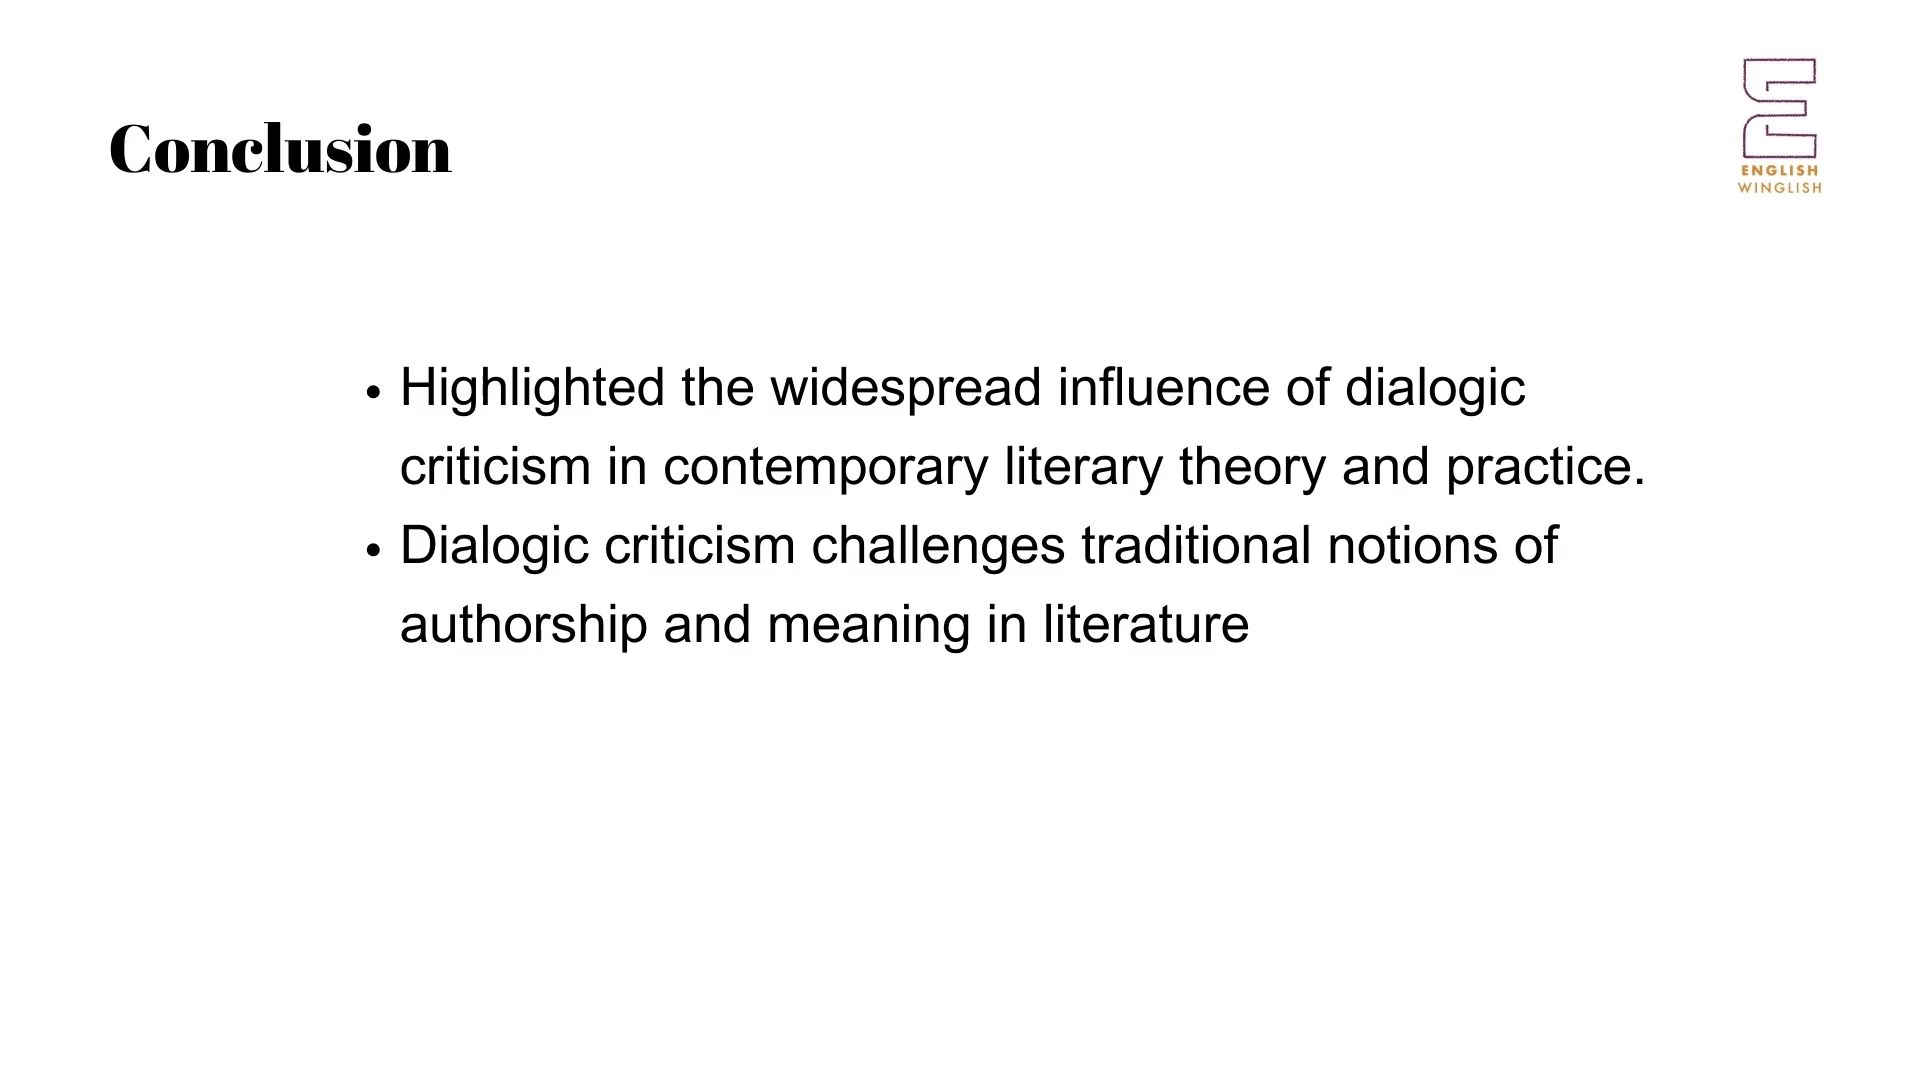 Conclusion
ENGLISH
WINGLISH
• Highlighted the widespread influence of dialogic
criticism in contemporary literary theory and practice.
• Dialogic criticism challenges traditional notions of
authorship and meaning in literature